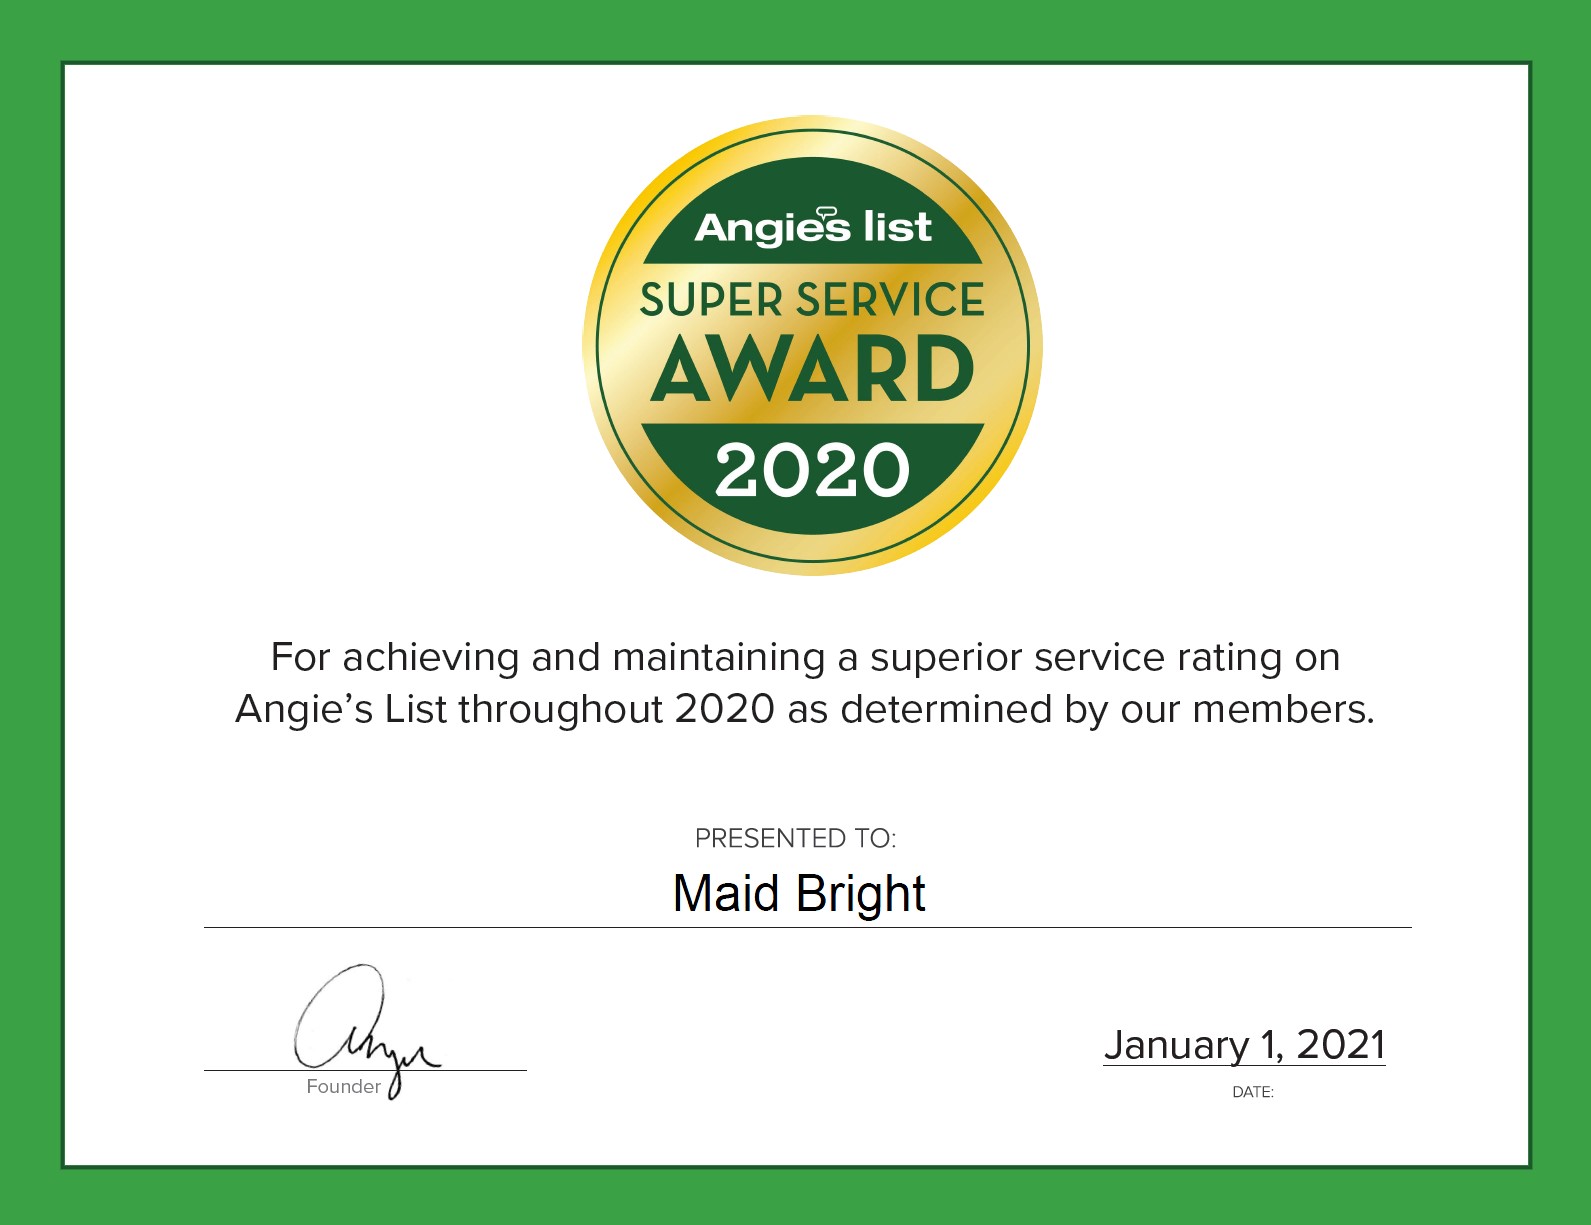 Angie's list
SUPER SERVICE
AWARD
2020
For achieving and maintaining a superior service rating on
Angie's List throughout 2020 as determined by our members.
PRESENTED TO:
Maid Bright
Angie
Founder
January 1, 2021
DATE: